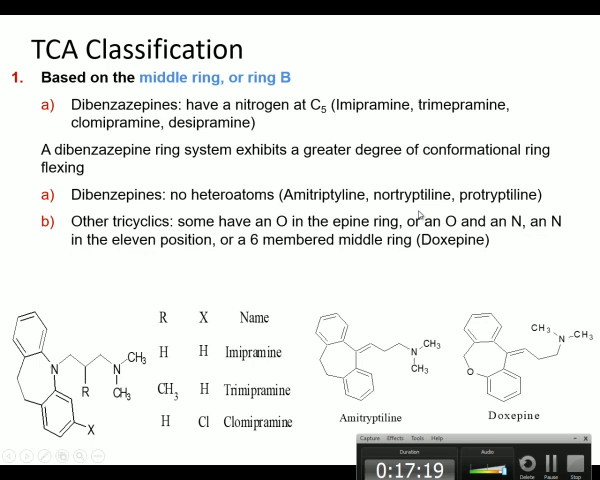 TCA Classification
1. Based on the middle ring, or ring B
a) Dibenzazepines: have a nitrogen at C5 (Imipramine, trimepramine,
clomipramine, desipramine)
A dibenzazepine ring system exhibits a greater degree of conformational ring
flexing
a) Dibenzepines: no heteroatoms (Amitriptyline, nortryptiline, protryptiline)
b) Other tricyclics: some have an O in the epine ring, or an O and an N, an N
in the eleven position, or a 6 membered middle ring (Doxepine)
R X Name
H H Imipramine
CH3 H Trimipramine
H Cl Clomipramine
N N CH3
R CH3
X
N CH3
CH3
Amitryptiline
CH3 N CH3
O
Doxepine
Capture Effects Tools Help
Duration Audio
0:17:19
Delete Pause Stop